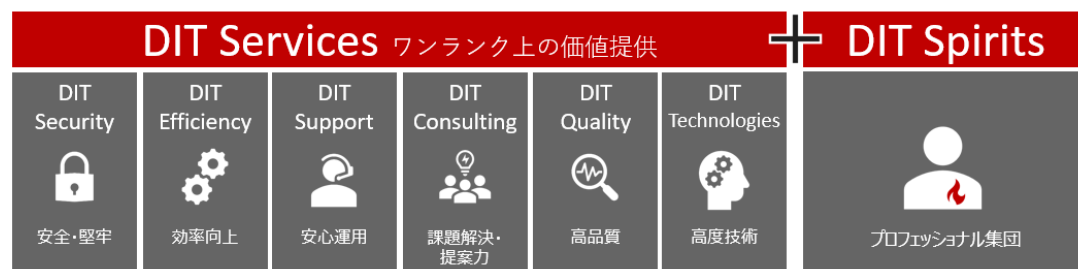 DIT Services ワンランク上の価値提供
+ DIT Spirits
DIT
Security
安全・堅牢
DIT
Efficiency
効率向上
DIT
Support
安心運用
DIT
Consulting
課題解決・
提案力
DIT
Quality
高品質
DIT
Technologies
高度技術
プロフェッショナル集団